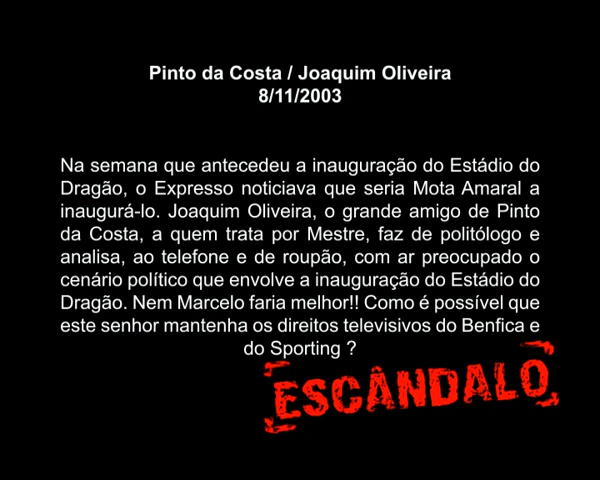 Pinto da Costa / Joaquim Oliveira
8/11/2003
Na semana que antecedeu a inauguração do Estádio do
Dragão, o Expresso noticiava que seria Mota Amaral a
inaugurá-lo. Joaquim Oliveira, o grande amigo de Pinto
da Costa, a quem trata por Mestre, faz de politólogo e
analisa, ao telefone e de roupão, com ar preocupado o
cenário político que envolve a inauguração do Estádio do
Dragão. Nem Marcelo faria melhor!! Como é possível que
este senhor mantenha os direitos televisivos do Benfica e
do Sporting ?
ESCÂNDALO